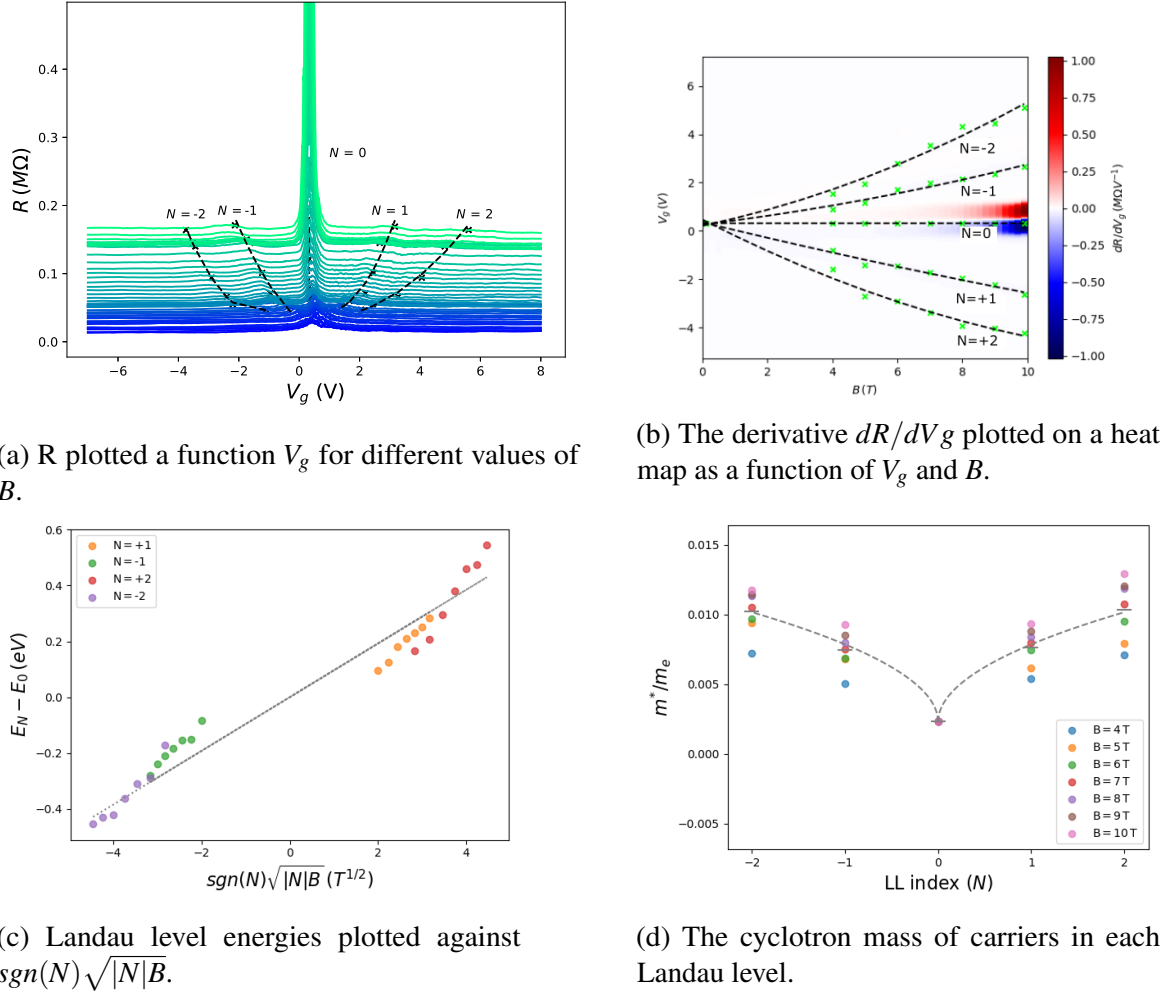 0.4
0.3
0.2
0.1
0.0
R (MΩ)
N = 0
N = -2
N = -1
N = 1
N = 2
−6
−4
−2
0
2
4
6
8
V_g (V)
(a) R plotted a function V_g for different values of
B.
6
4
2
0
−2
−4
V_g (V)
N=-2
N=-1
N=0
N=+1
N=+2
0
2
4
6
8
10
B (T)
1.00
0.75
0.50
0.25
0.00
−0.25
−0.50
−0.75
−1.00
dR/dV_g (MΩV⁻¹)
(b) The derivative dR/dVg plotted on a heat
map as a function of V_g and B.
0.6
0.4
0.2
0.0
−0.2
−0.4
E_N − E_0 (eV)
N=+1
N=-1
N=+2
N=-2
−4
−2
0
2
4
sgn(N)√|N|B (T^{1/2})
(c) Landau level energies plotted against
sgn(N)√|N|B.
0.015
0.010
0.005
0.000
−0.005
m*/m_e
B = 4 T
B = 5 T
B = 6 T
B = 7 T
B = 8 T
B = 9 T
B = 10 T
−2
−1
0
1
2
LL index (N)
(d) The cyclotron mass of carriers in each
Landau level.